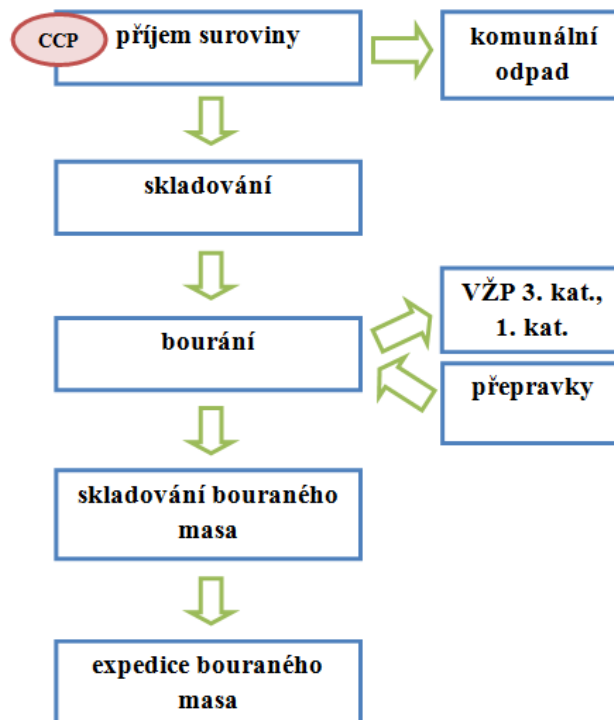 CCP
příjem suroviny
komunální
odpad
skladování
VŽP 3. kat.,
1. kat.
bourání
přepravky
skladování bouraného
masa
expedice bouraného
masa